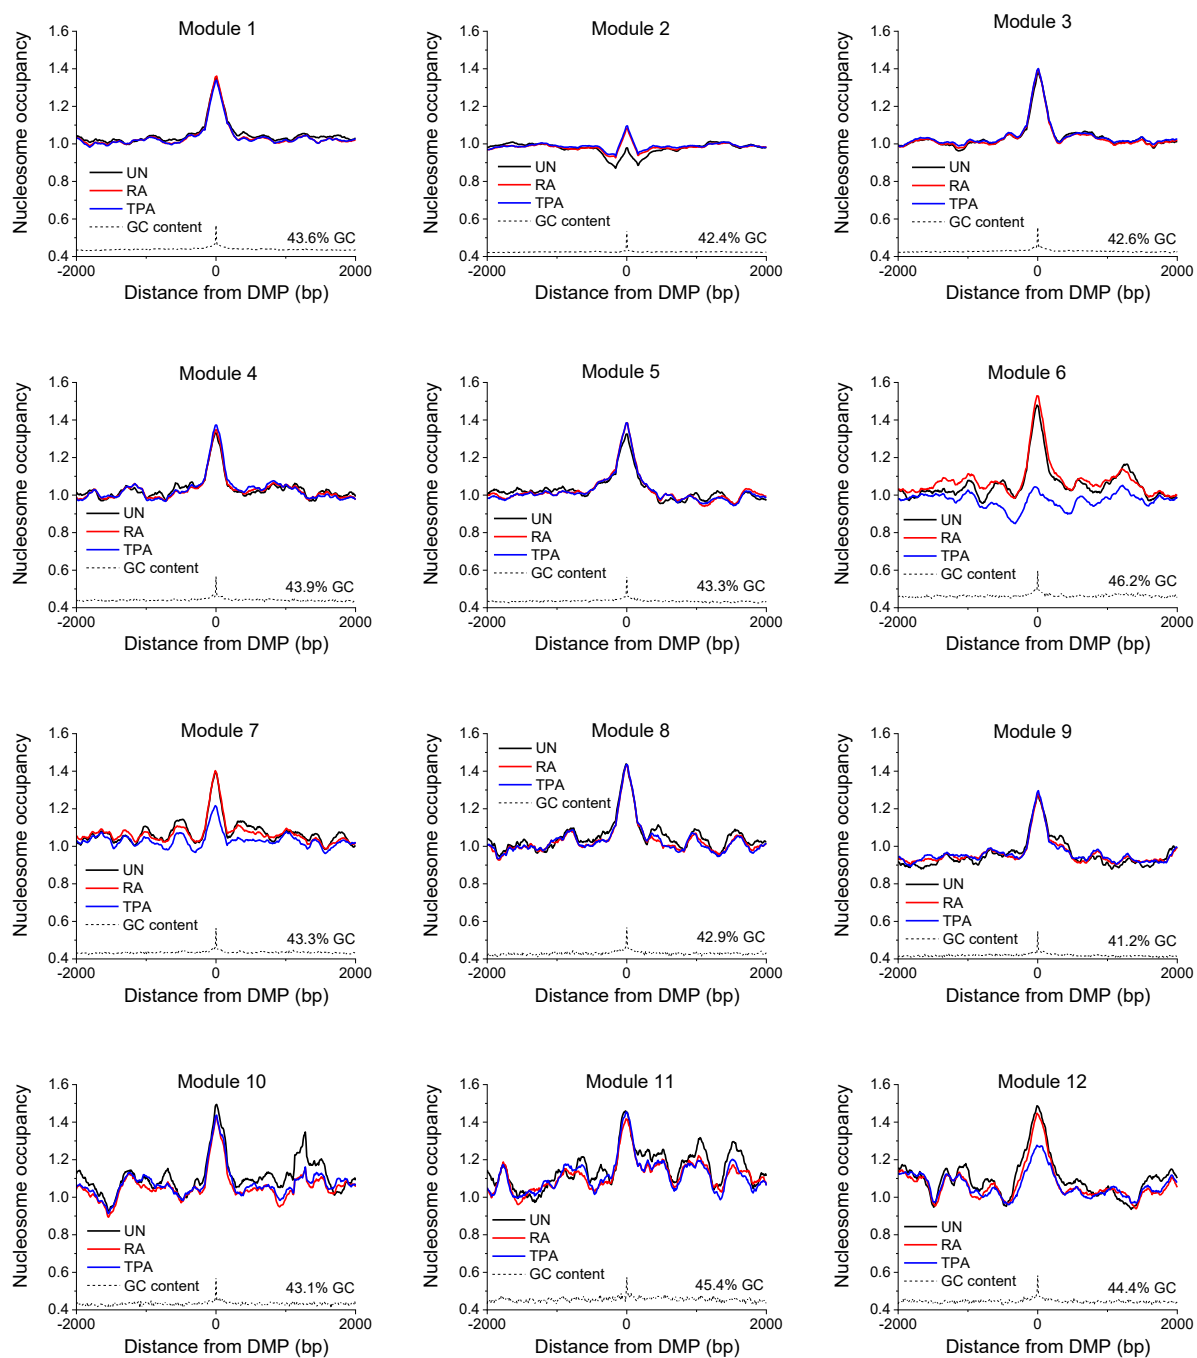 Module 1
Nucleosome occupancy
1.6
1.4
1.2
1.0
0.8
0.6
0.4
UN
RA
TPA
GC content
43.6% GC
-2000
0
2000
Distance from DMP (bp)
Module 2
Nucleosome occupancy
1.6
1.4
1.2
1.0
0.8
0.6
0.4
UN
RA
TPA
GC content
42.4% GC
-2000
0
2000
Distance from DMP (bp)
Module 3
Nucleosome occupancy
1.6
1.4
1.2
1.0
0.8
0.6
0.4
UN
RA
TPA
GC content
42.6% GC
-2000
0
2000
Distance from DMP (bp)
Module 4
Nucleosome occupancy
1.6
1.4
1.2
1.0
0.8
0.6
0.4
UN
RA
TPA
GC content
43.9% GC
-2000
0
2000
Distance from DMP (bp)
Module 5
Nucleosome occupancy
1.6
1.4
1.2
1.0
0.8
0.6
0.4
UN
RA
TPA
GC content
43.3% GC
-2000
0
2000
Distance from DMP (bp)
Module 6
Nucleosome occupancy
1.6
1.4
1.2
1.0
0.8
0.6
0.4
UN
RA
TPA
GC content
46.2% GC
-2000
0
2000
Distance from DMP (bp)
Module 7
Nucleosome occupancy
1.6
1.4
1.2
1.0
0.8
0.6
0.4
UN
RA
TPA
GC content
43.3% GC
-2000
0
2000
Distance from DMP (bp)
Module 8
Nucleosome occupancy
1.6
1.4
1.2
1.0
0.8
0.6
0.4
UN
RA
TPA
GC content
42.9% GC
-2000
0
2000
Distance from DMP (bp)
Module 9
Nucleosome occupancy
1.6
1.4
1.2
1.0
0.8
0.6
0.4
UN
RA
TPA
GC content
41.2% GC
-2000
0
2000
Distance from DMP (bp)
Module 10
Nucleosome occupancy
1.6
1.4
1.2
1.0
0.8
0.6
0.4
UN
RA
TPA
GC content
43.1% GC
-2000
0
2000
Distance from DMP (bp)
Module 11
Nucleosome occupancy
1.6
1.4
1.2
1.0
0.8
0.6
0.4
UN
RA
TPA
GC content
45.4% GC
-2000
0
2000
Distance from DMP (bp)
Module 12
Nucleosome occupancy
1.6
1.4
1.2
1.0
0.8
0.6
0.4
UN
RA
TPA
GC content
44.4% GC
-2000
0
2000
Distance from DMP (bp)